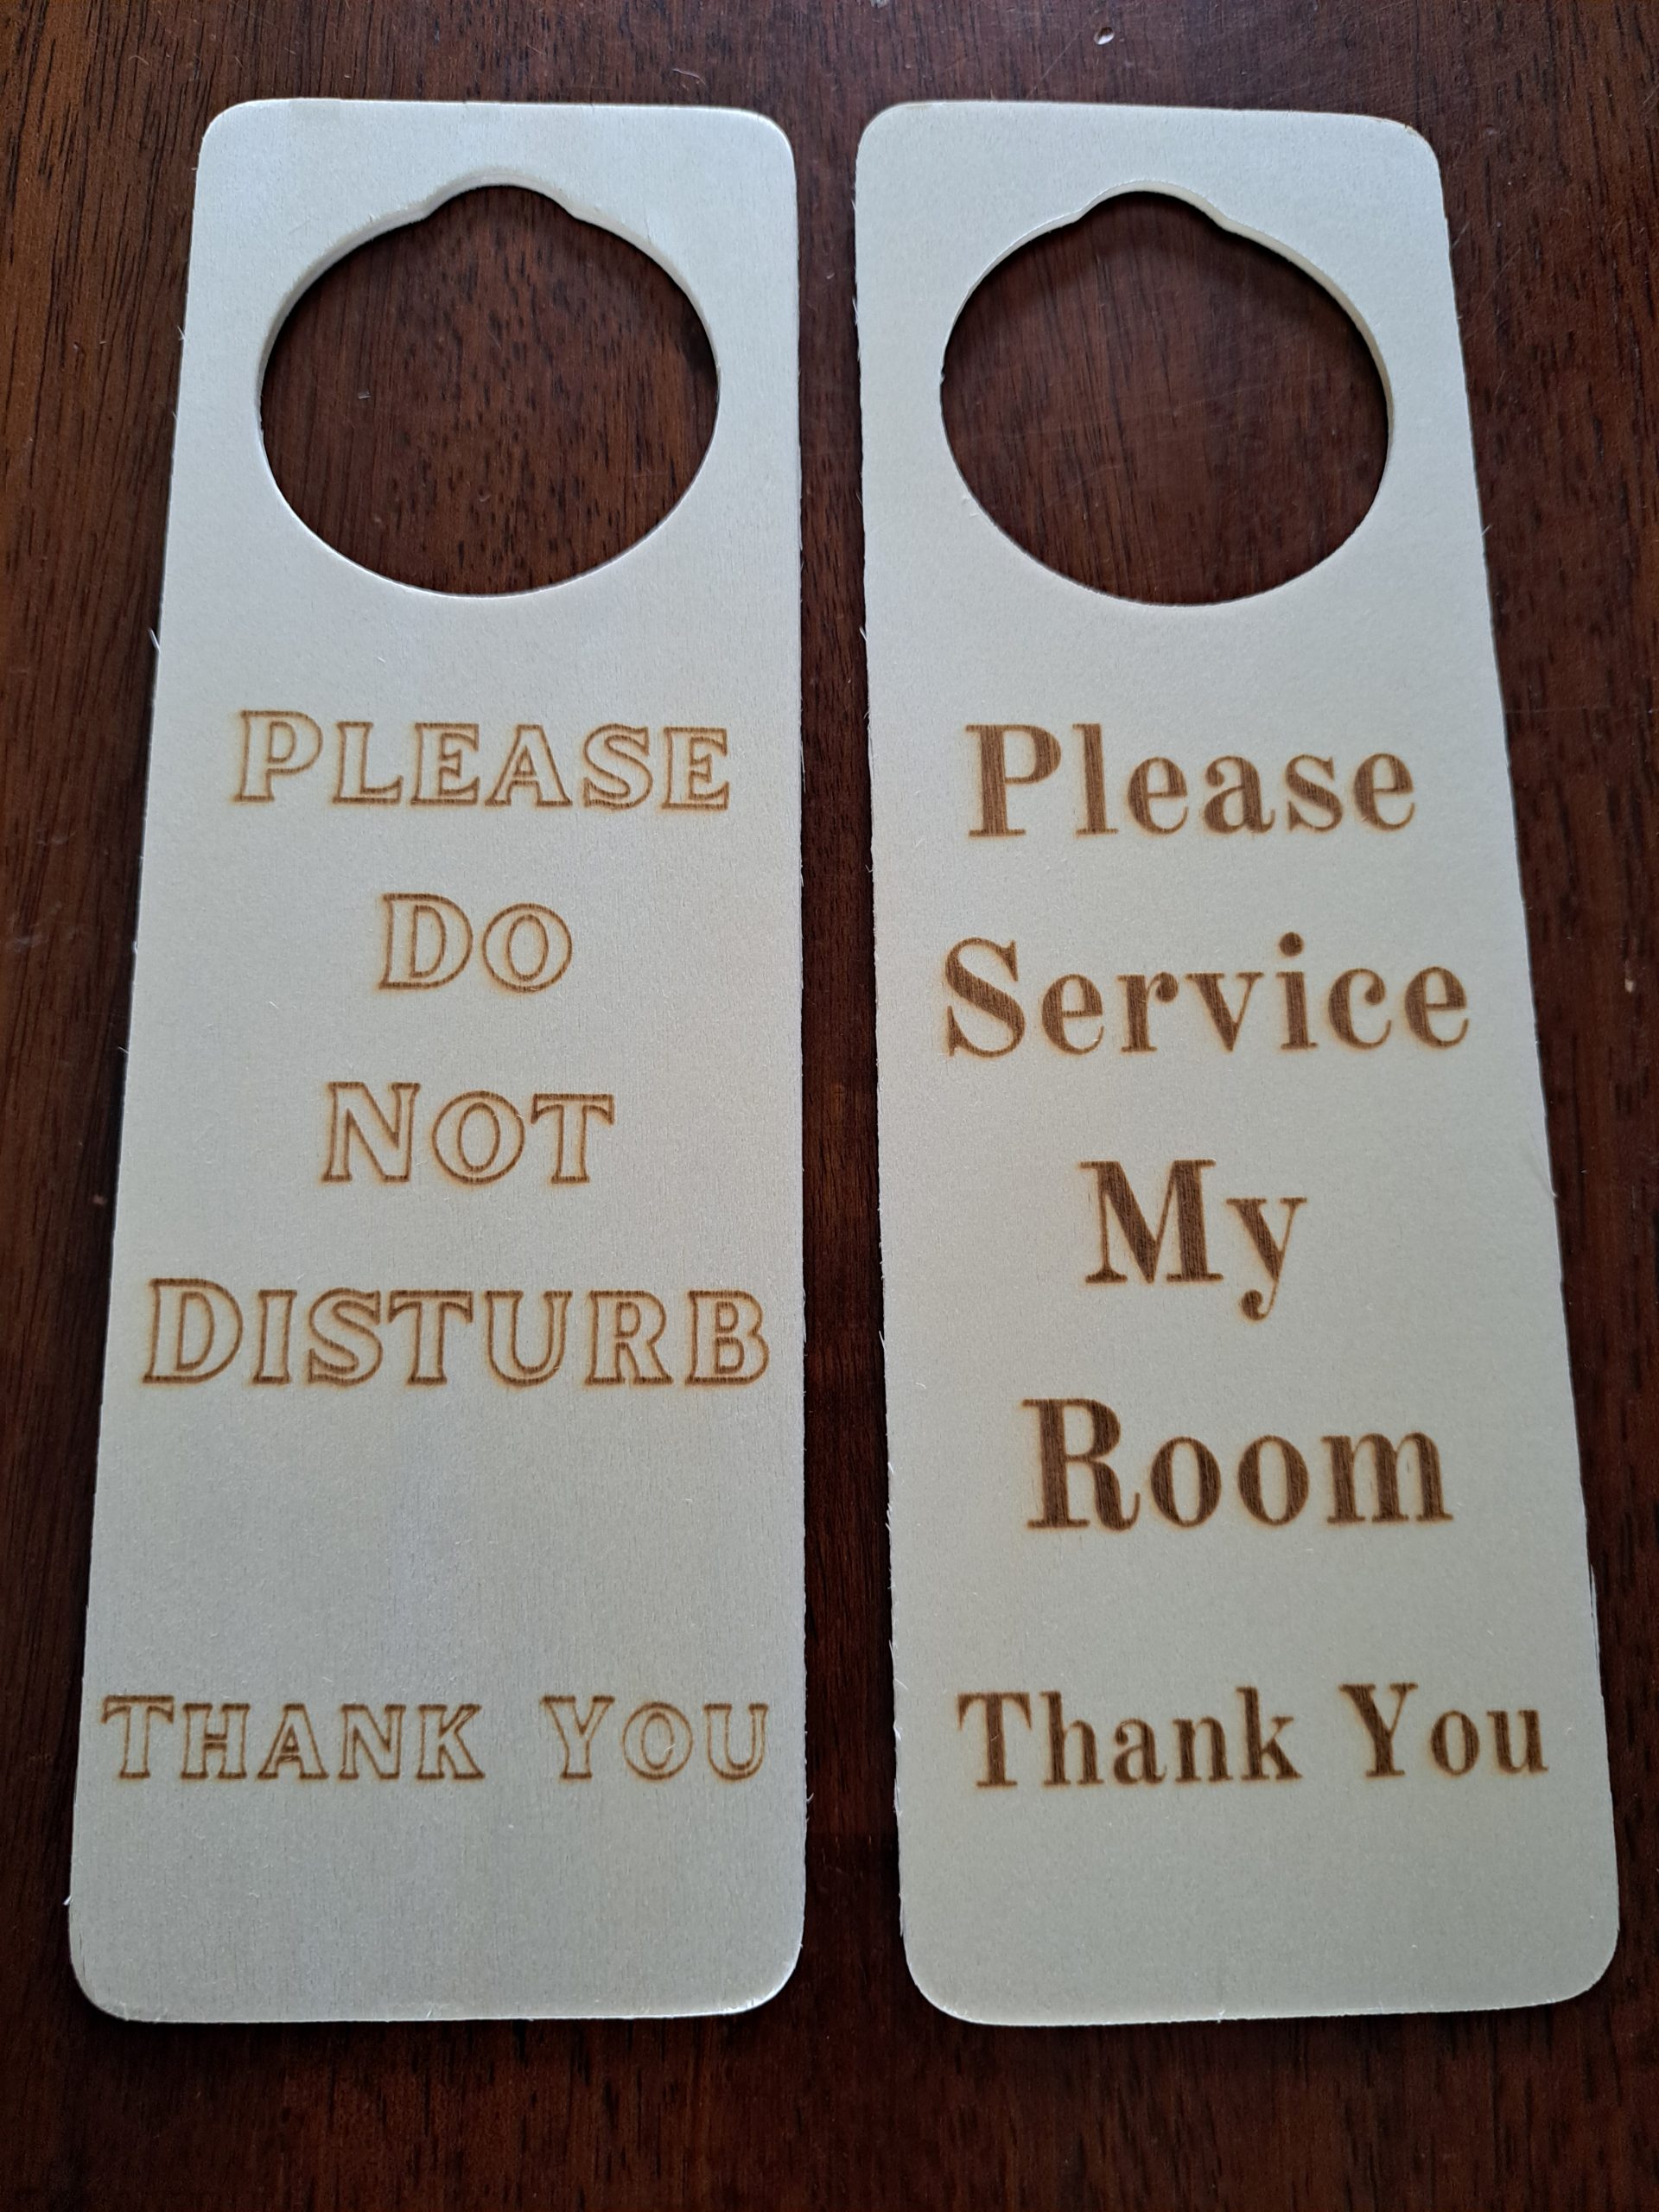 PLEASE
DO
NOT
DISTURB
THANK YOU
Please
Service
My
Room
Thank You